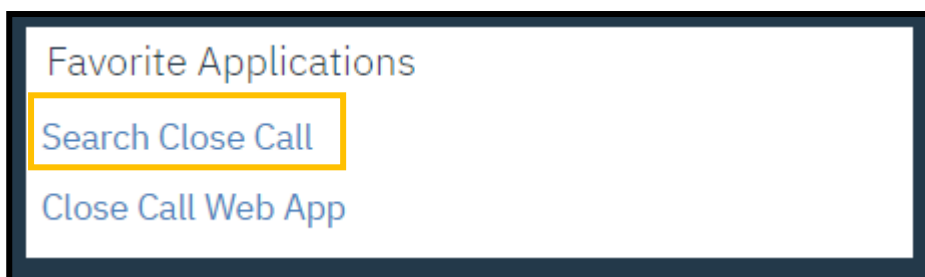 Favorite Applications
Search Close Call
Close Call Web App